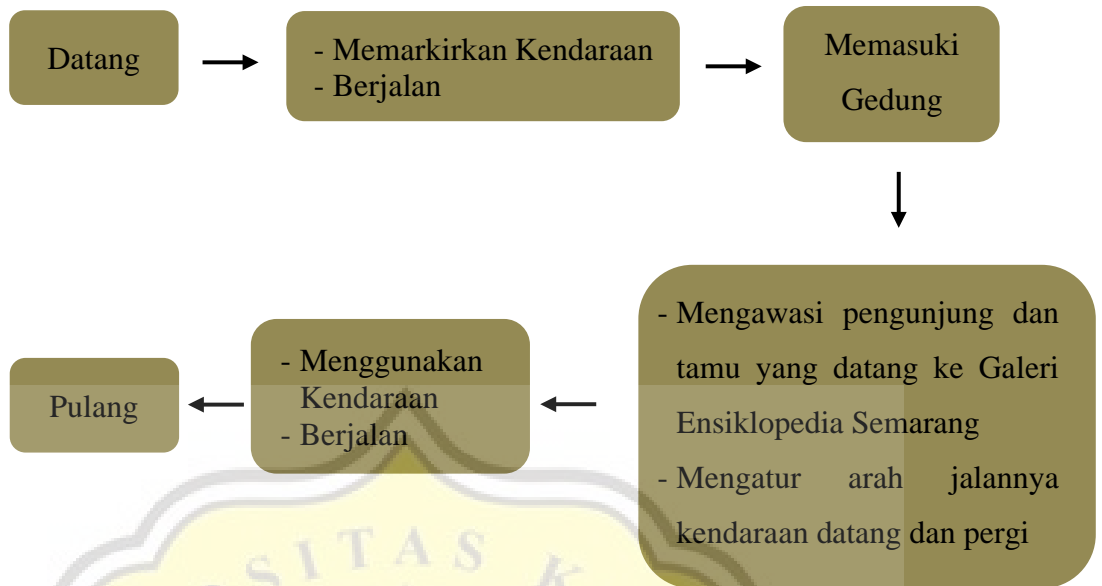 Datang
- Memarkirkan Kendaraan
- Berjalan
Memasuki
Gedung
- Mengawasi pengunjung dan
tamu yang datang ke Galeri
Ensiklopedia Semarang
- Mengatur arah jalannya
kendaraan datang dan pergi
- Menggunakan
Kendaraan
- Berjalan
Pulang
SITAS K